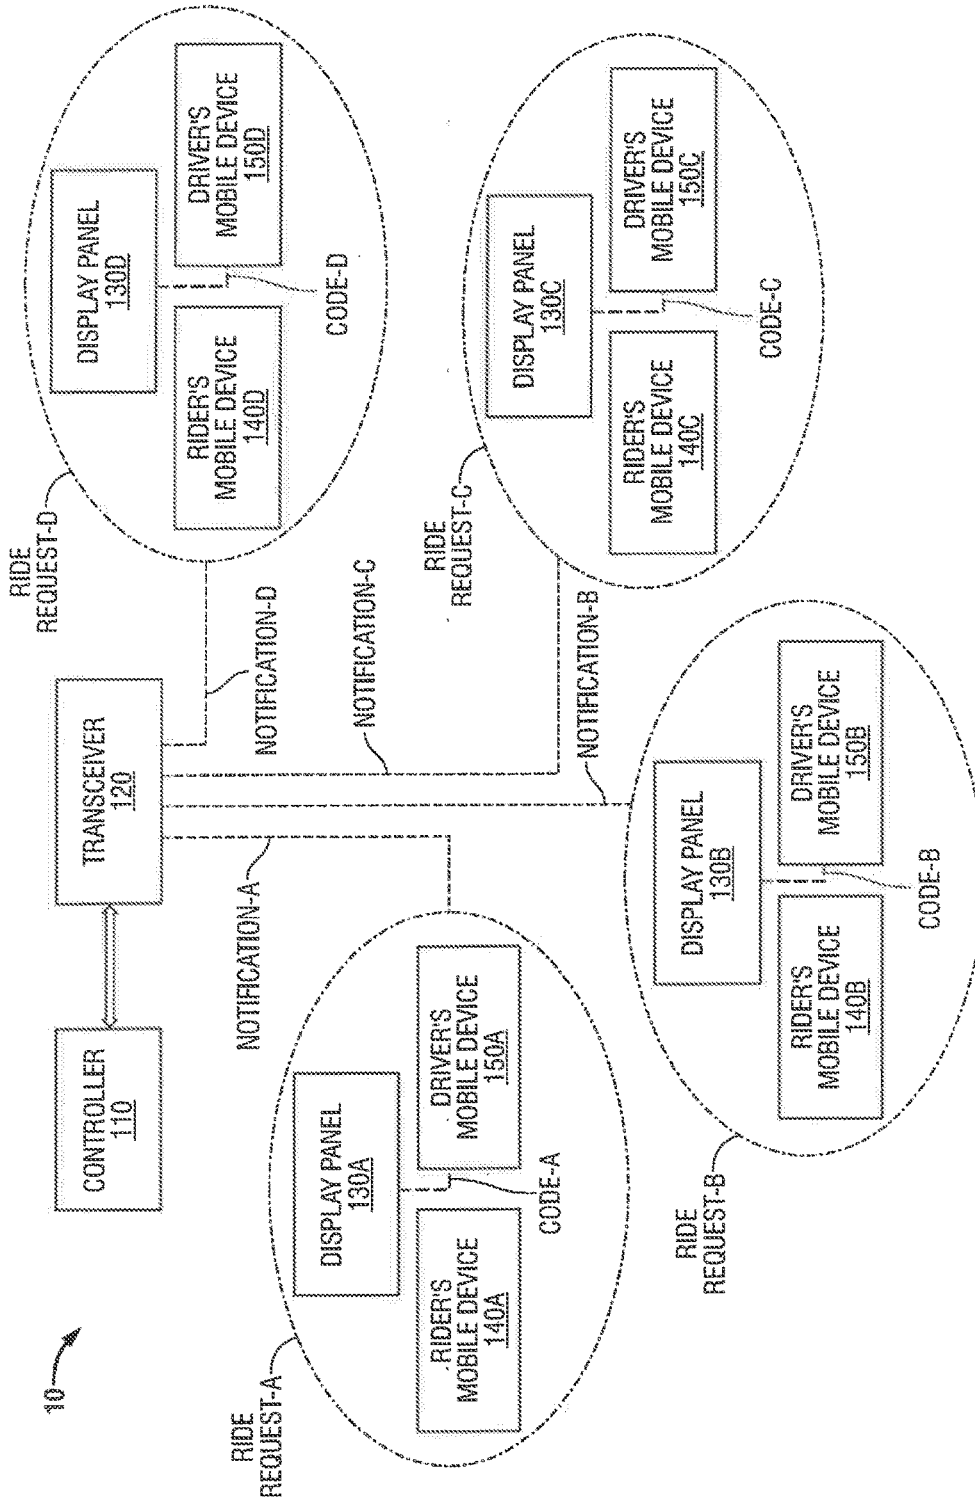 10
CONTROLLER
110
TRANSCEIVER
120
NOTIFICATION-A
NOTIFICATION-D
NOTIFICATION-C
NOTIFICATION-B
RIDE
REQUEST-A
DISPLAY PANEL
130A
RIDER'S
MOBILE DEVICE
140A
DRIVER'S
MOBILE DEVICE
150A
CODE-A
RIDE
REQUEST-B
DISPLAY PANEL
130B
RIDER'S
MOBILE DEVICE
140B
DRIVER'S
MOBILE DEVICE
150B
CODE-B
RIDE
REQUEST-C
DISPLAY PANEL
130C
RIDER'S
MOBILE DEVICE
140C
DRIVER'S
MOBILE DEVICE
150C
CODE-C
RIDE
REQUEST-D
DISPLAY PANEL
130D
RIDER'S
MOBILE DEVICE
140D
DRIVER'S
MOBILE DEVICE
150D
CODE-D